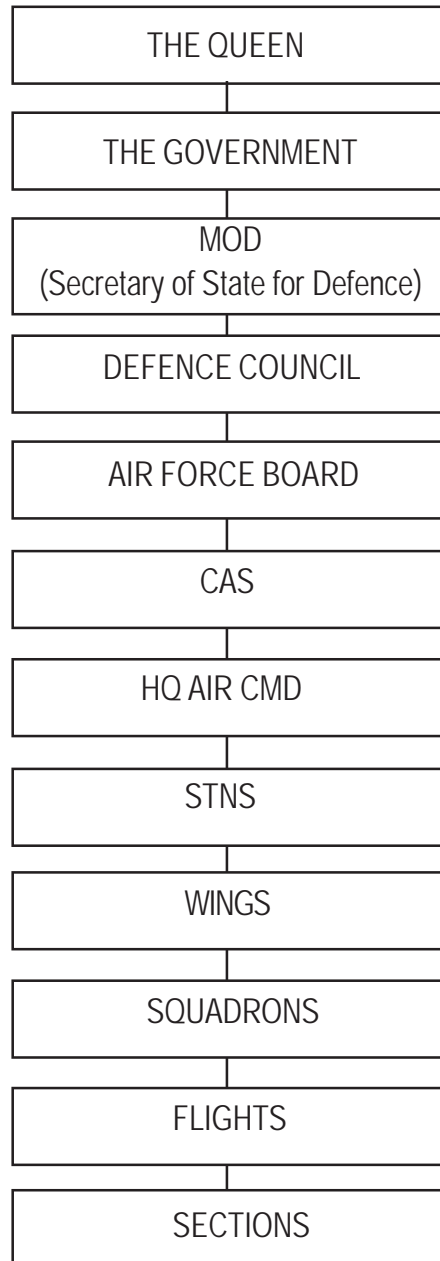 THE QUEEN
THE GOVERNMENT
MOD
(Secretary of State for Defence)
DEFENCE COUNCIL
AIR FORCE BOARD
CAS
HQ AIR CMD
STNS
WINGS
SQUADRONS
FLIGHTS
SECTIONS